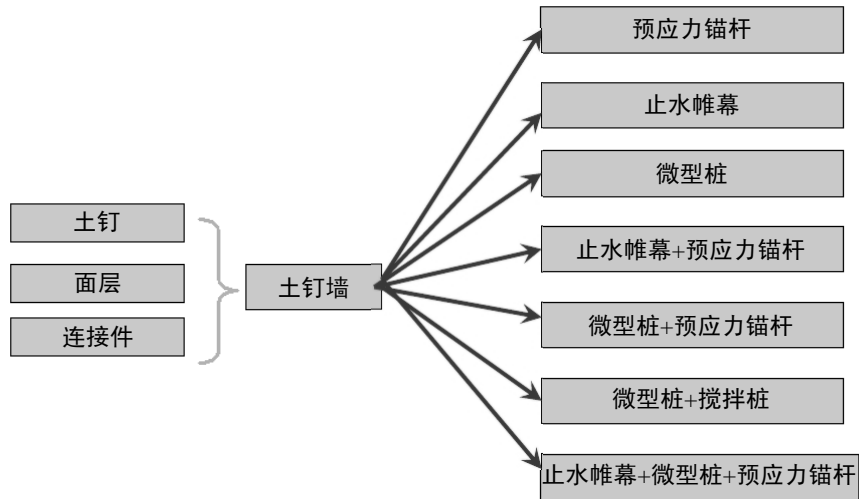 土钉
面层
连接件
土钉墙
预应力锚杆
止水帷幕
微型桩
止水帷幕+预应力锚杆
微型桩+预应力锚杆
微型桩+搅拌桩
止水帷幕+微型桩+预应力锚杆